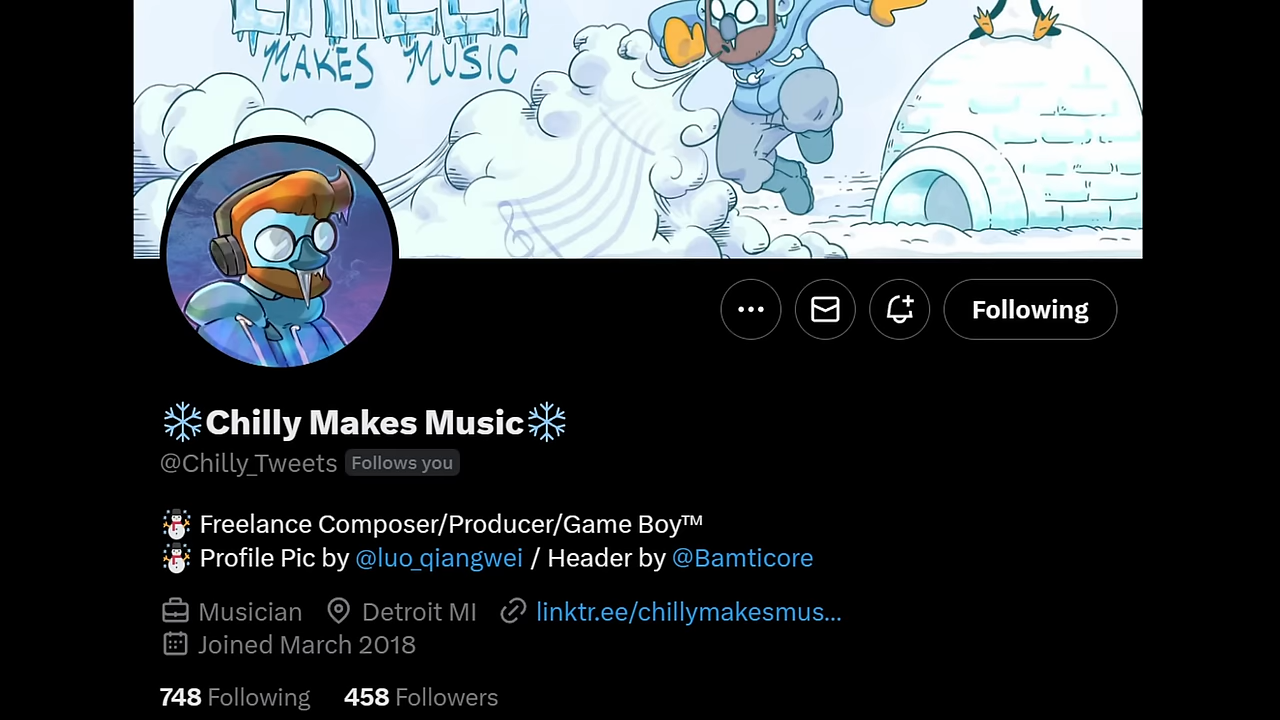 CHILLY
MAKES MUSIC
Following
Chilly Makes Music
@Chilly_Tweets Follows you
Freelance Composer/Producer/Game Boy™
Profile Pic by @luo_qiangwei / Header by @Bamticore
Musician Detroit MI linktr.ee/chillymakesmus...
Joined March 2018
748 Following 458 Followers